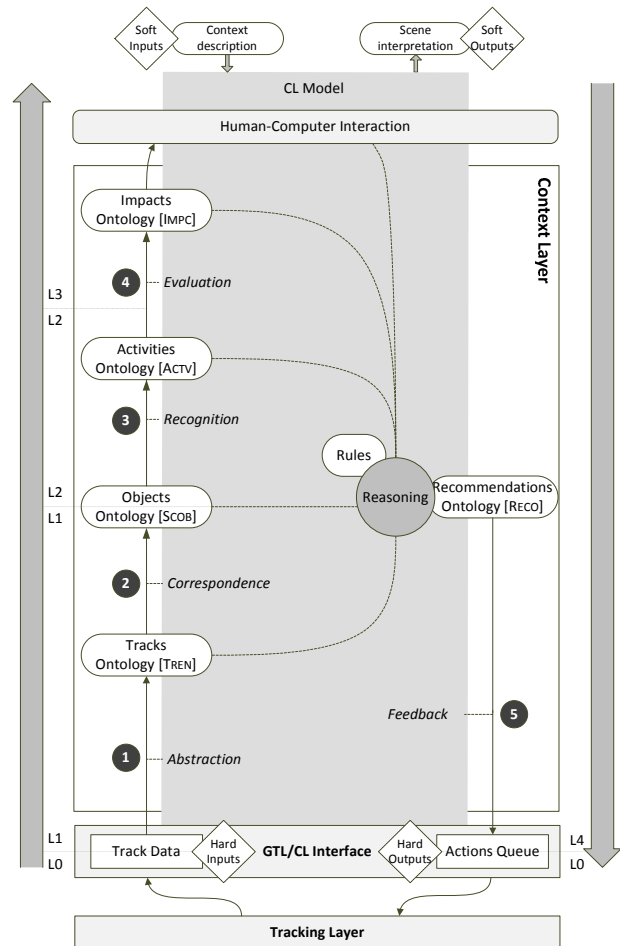 Soft
Inputs
Context
description
Scene
interpretation
Soft
Outputs
CL Model
Human-Computer Interaction
Context Layer
Impacts
Ontology [IMPC]
4
Evaluation
L3
L2
Activities
Ontology [ACTV]
3
Recognition
Rules
Reasoning
Recommendations
Ontology [RECO]
L2
L1
Objects
Ontology [SCOB]
2
Correspondence
Tracks
Ontology [TREN]
Feedback
5
1
Abstraction
L1
L0
Track Data
Hard
Inputs
GTL/CL Interface
Hard
Outputs
Actions Queue
L4
L0
Tracking Layer